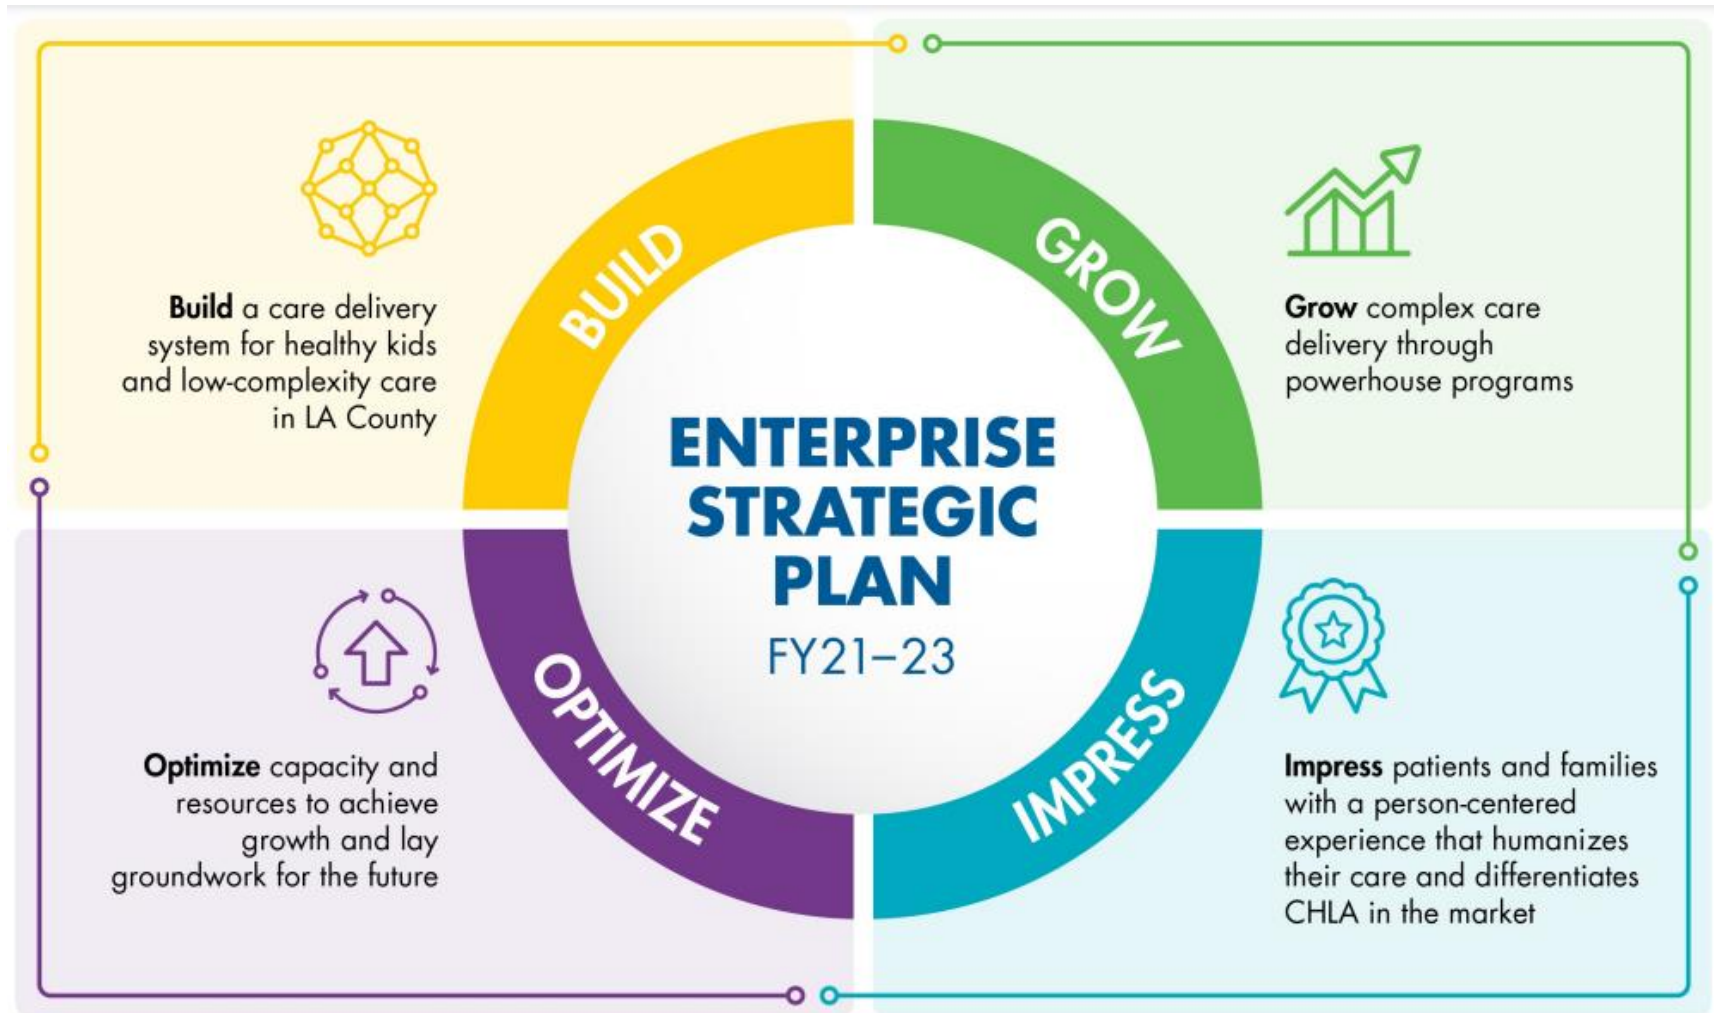 BUILD
Build a care delivery
system for healthy kids
and low-complexity care
in LA County
GROW
Grow complex care
delivery through
powerhouse programs
ENTERPRISE
STRATEGIC
PLAN
FY21–23
OPTIMIZE
Optimize capacity and
resources to achieve
growth and lay
groundwork for the future
IMPRESS
Impress patients and families
with a person-centered
experience that humanizes
their care and differentiates
CHLA in the market